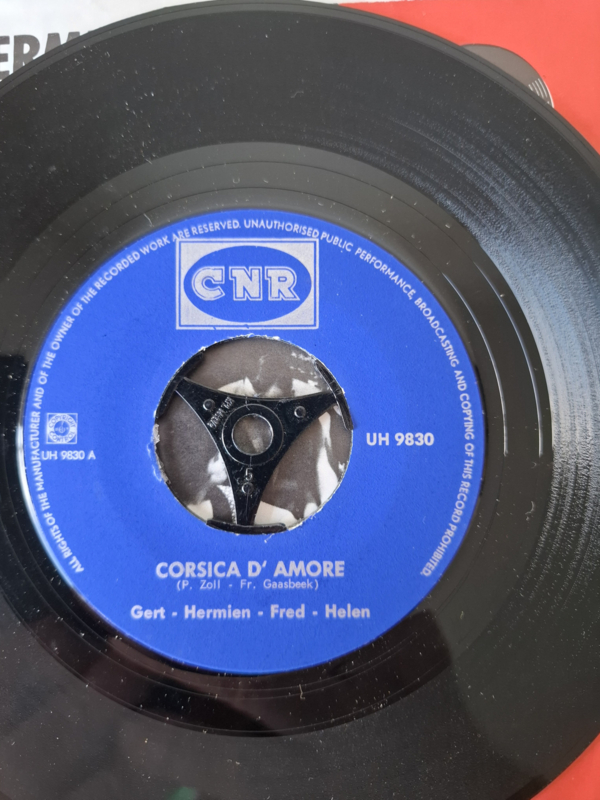 ERM
ALL RIGHTS OF THE MANUFACTURER AND OF THE OWNER OF THE RECORDED WORK ARE RESERVED. UNAUTHORISED PUBLIC PERFORMANCE, BROADCASTING AND COPYING OF THIS RECORD PROHIBITED.
CNR
UH 9830 A
UH 9830
CORSICA D' AMORE
(P. Zoll - Fr. Gaasbeek)
Gert - Hermien - Fred - Helen